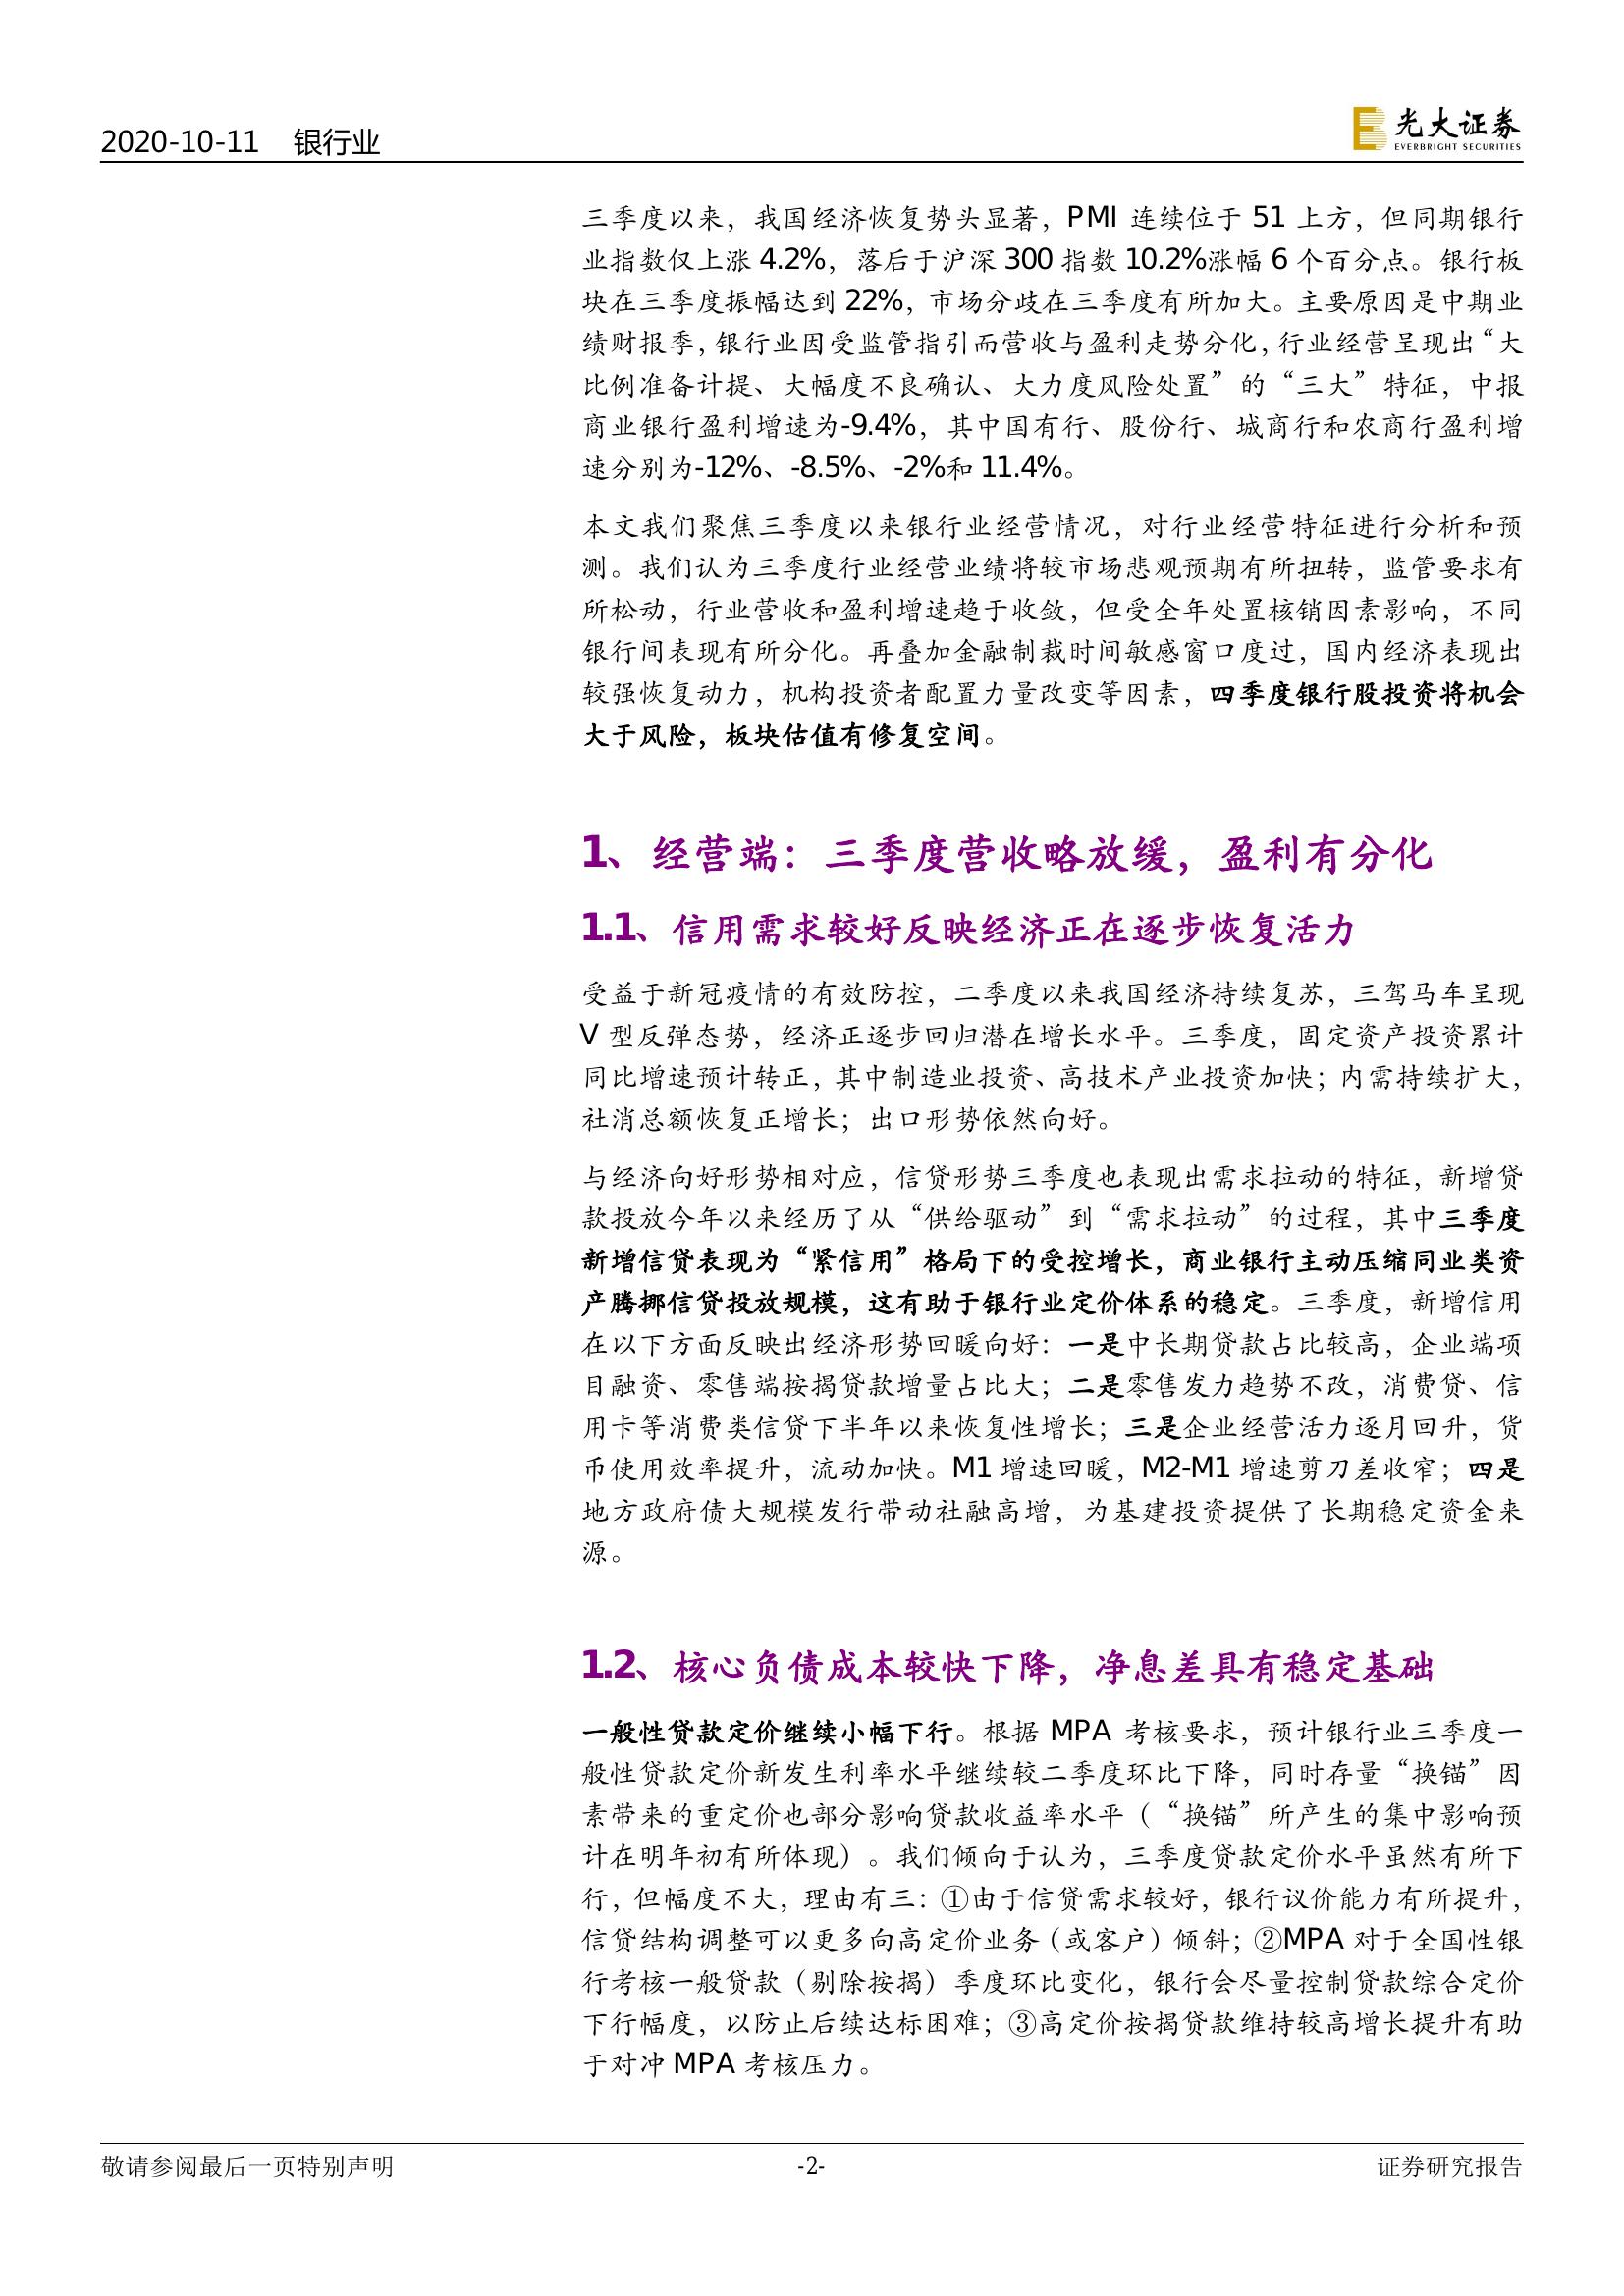 2020-10-11 银行业
光大证券
EVERBRIGHT SECURITIES
三季度以来，我国经济恢复势头显著，PMI 连续位于 51 上方，但同期银行
业指数仅上涨 4.2%，落后于沪深 300 指数 10.2%涨幅 6 个百分点。银行板
块在三季度振幅达到 22%，市场分歧在三季度有所加大。主要原因是中期业
绩财报季，银行业因受监管指引而营收与盈利走势分化，行业经营呈现出“大
比例准备计提、大幅度不良确认、大力度风险处置”的“三大”特征，中报
商业银行盈利增速为-9.4%，其中国有行、股份行、城商行和农商行盈利增
速分别为-12%、-8.5%、-2%和 11.4%。
本文我们聚焦三季度以来银行业经营情况，对行业经营特征进行分析和预
测。我们认为三季度行业经营业绩将较市场悲观预期有所扭转，监管要求有
所松动，行业营收和盈利增速趋于收敛，但受全年处置核销因素影响，不同
银行间表现有所分化。再叠加金融制裁时间敏感窗口度过，国内经济表现出
较强恢复动力，机构投资者配置力量改变等因素，四季度银行股投资将机会
大于风险，板块估值有修复空间。
1、经营端：三季度营收略放缓，盈利有分化
1.1、信用需求较好反映经济正在逐步恢复活力
受益于新冠疫情的有效防控，二季度以来我国经济持续复苏，三驾马车呈现
V 型反弹态势，经济正逐步回归潜在增长水平。三季度，固定资产投资累计
同比增速预计转正，其中制造业投资、高技术产业投资加快；内需持续扩大，
社消总额恢复正增长；出口形势依然向好。
与经济向好形势相对应，信贷形势三季度也表现出需求拉动的特征，新增贷
款投放今年以来经历了从“供给驱动”到“需求拉动”的过程，其中三季度
新增信贷表现为“紧信用”格局下的受控增长，商业银行主动压缩同业类资
产腾挪信贷投放规模，这有助于银行业定价体系的稳定。三季度，新增信用
在以下方面反映出经济形势回暖向好：一是中长期贷款占比较高，企业端项
目融资、零售端按揭贷款增量占比大；二是零售发力趋势不改，消费贷、信
用卡等消费类信贷下半年以来恢复性增长；三是企业经营活力逐月回升，货
币使用效率提升，流动加快。M1 增速回暖，M2-M1 增速剪刀差收窄；四是
地方政府债大规模发行带动社融高增，为基建投资提供了长期稳定资金来
源。
1.2、核心负债成本较快下降，净息差具有稳定基础
一般性贷款定价继续小幅下行。根据 MPA 考核要求，预计银行业三季度一
般性贷款定价新发生利率水平继续较二季度环比下降，同时存量“换锚”因
素带来的重定价也部分影响贷款收益率水平（“换锚”所产生的集中影响预
计在明年初有所体现）。我们倾向于认为，三季度贷款定价水平虽然有所下
行，但幅度不大，理由有三：①由于信贷需求较好，银行议价能力有所提升，
信贷结构调整可以更多向高定价业务（或客户）倾斜；②MPA 对于全国性银
行考核一般贷款（剔除按揭）季度环比变化，银行会尽量控制贷款综合定价
下行幅度，以防止后续达标困难；③高定价按揭贷款维持较高增长提升有助
于对冲 MPA 考核压力。
敬请参阅最后一页特别声明
-2-
证券研究报告